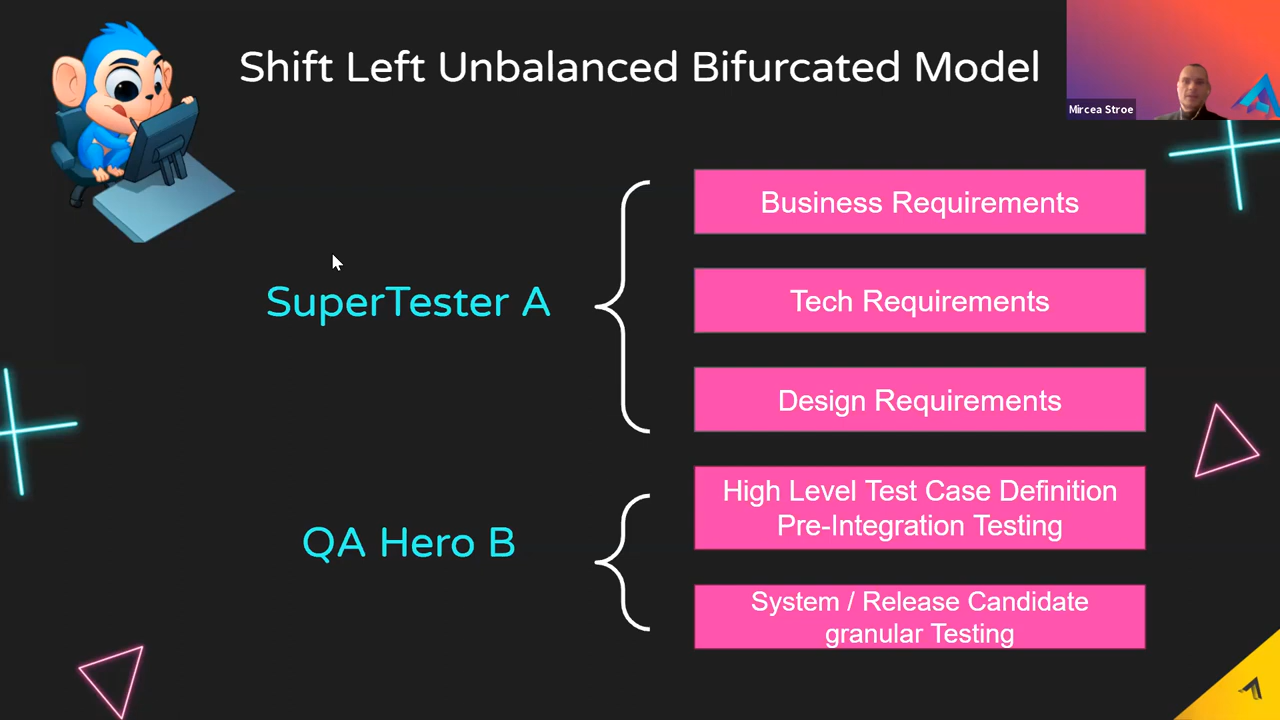 Shift Left Unbalanced Bifurcated Model
Mircea Stroe
SuperTester A
Business Requirements
Tech Requirements
Design Requirements
QA Hero B
High Level Test Case Definition
Pre-Integration Testing
System / Release Candidate
granular Testing